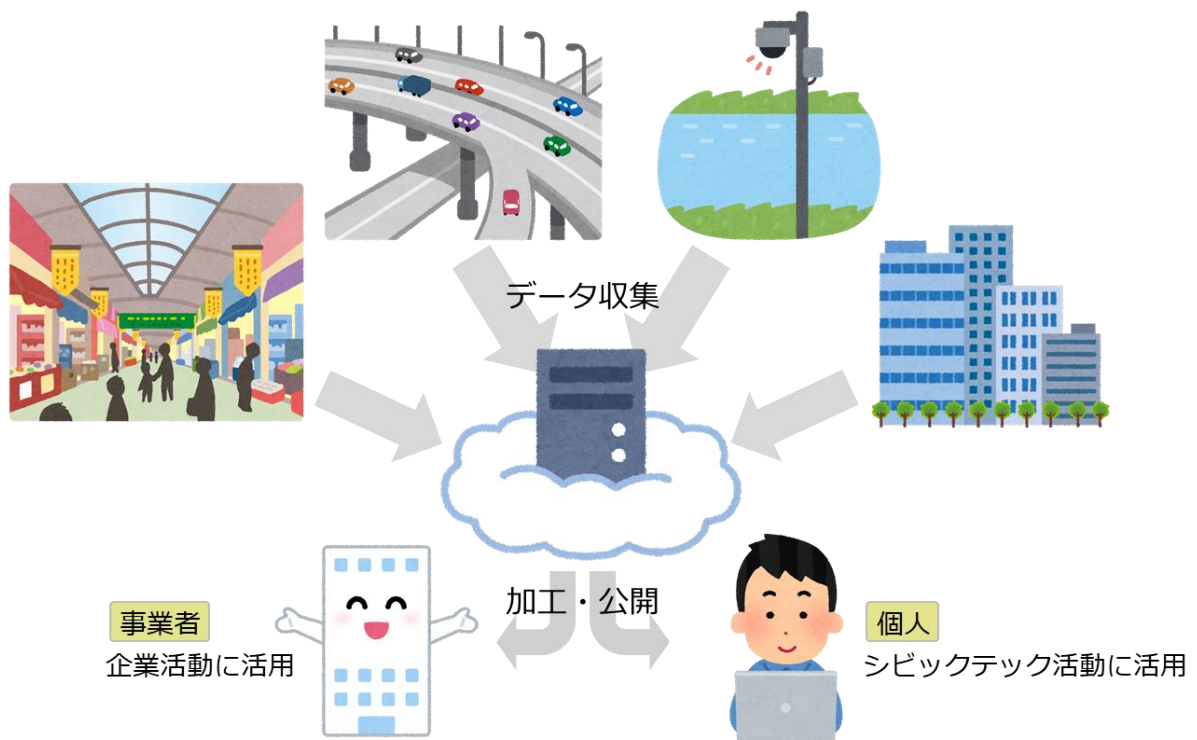 データ収集
加工・公開
事業者
企業活動に活用
個人
シビックテック活動に活用